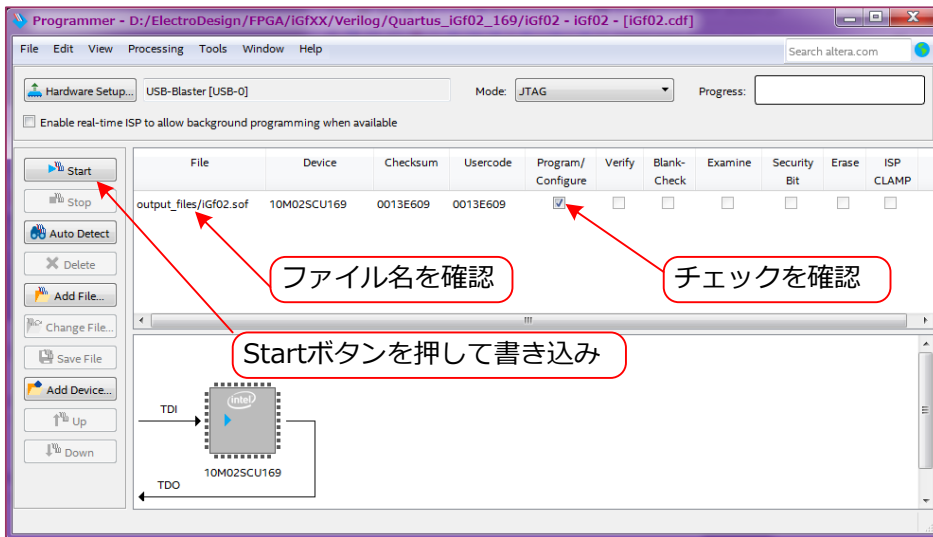 Programmer - D:/ElectroDesign/FPGA/iGfXX/Verilog/Quartus_iGf02_169/iGf02 - iGf02 - [iGf02.cdf]
File Edit View Processing Tools Window Help
Search altera.com
Hardware Setup...
USB-Blaster [USB-0]
Mode: JTAG
Progress:
Enable real-time ISP to allow background programming when available
Start
Stop
Auto Detect
Delete
Add File...
Change File...
Save File
Add Device...
Up
Down
File Device Checksum Usercode Program/ Configure Verify Blank- Check Examine Security Bit Erase ISP CLAMP
output_files/iGf02.sof 10M02SCU169 0013E609 0013E609
ファイル名を確認
チェックを確認
Startボタンを押して書き込み
TDI
intel
10M02SCU169
TDO